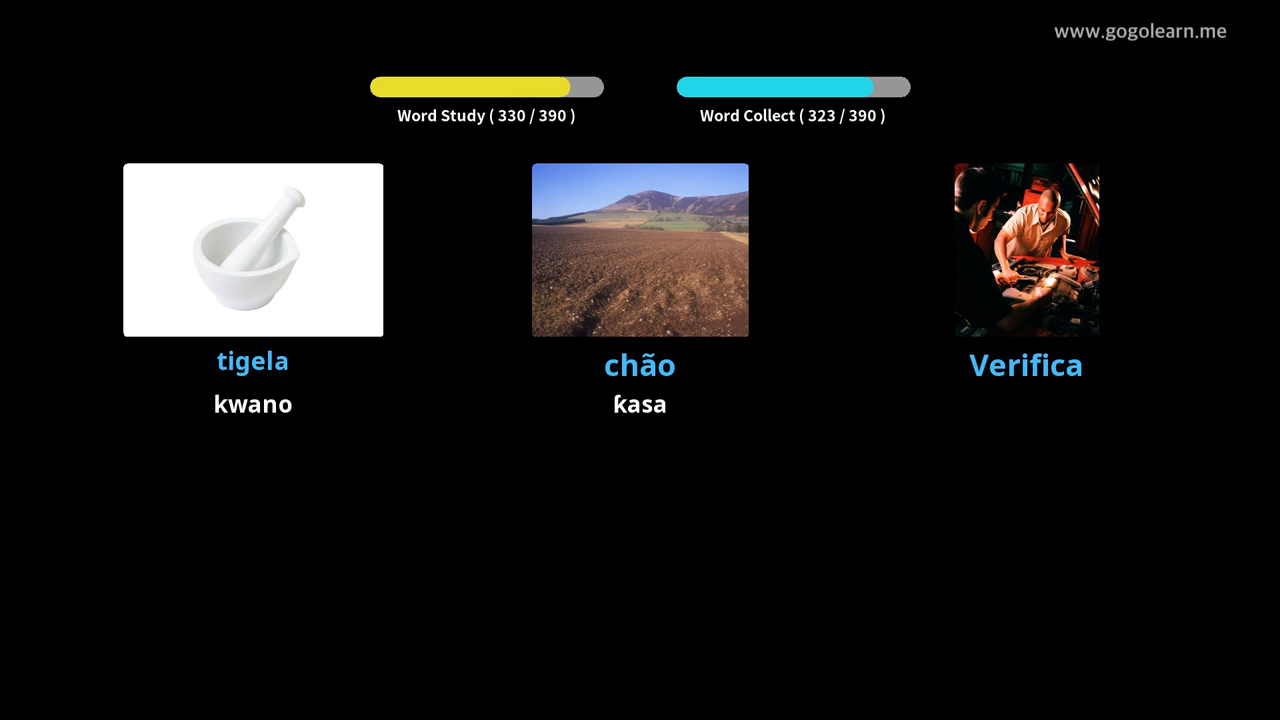 www.gogolearn.me
Word Study ( 330 / 390 )
Word Collect ( 323 / 390 )
tigela
chão
Verifica
kwano
ƙasa